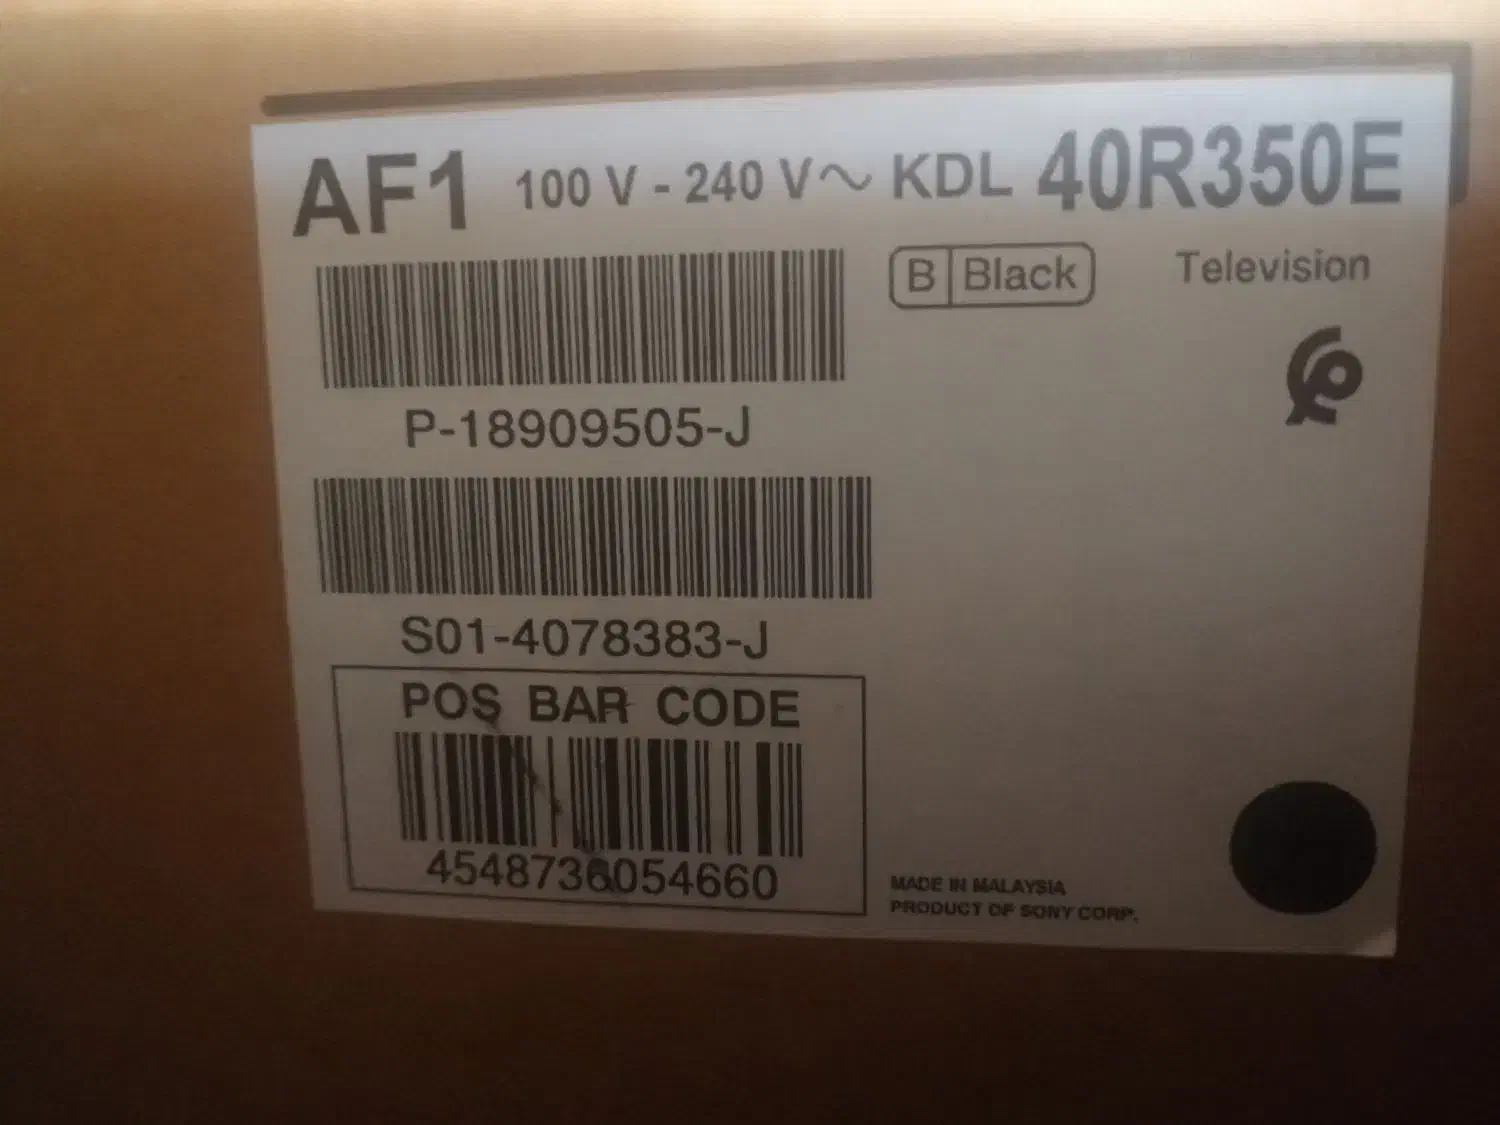 AF1 100 V - 240 V~ KDL 40R350E
B Black Television
P-18909505-J
S01-4078383-J
POS BAR CODE
4548736054660
MADE IN MALAYSIA
PRODUCT OF SONY CORP.